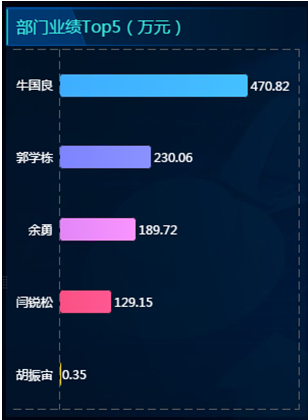 部门业绩Top5（万元）
牛国良 470.82
郭学栋 230.06
余勇 189.72
闫锐松 129.15
胡振宙 0.35